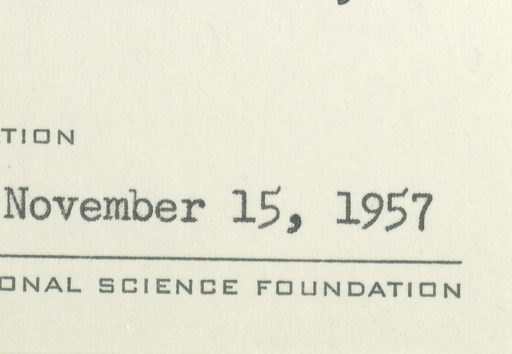 TION
November 15, 1957
ONAL SCIENCE FOUNDATION